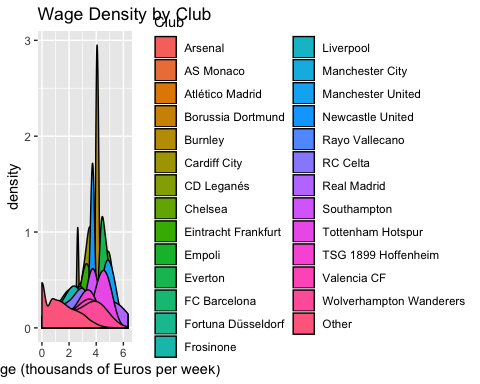 Wage Density by Club
Club
3
2
1
0
density
0 2 4 6
ge (thousands of Euros per week)
Arsenal
AS Monaco
Atlético Madrid
Borussia Dortmund
Burnley
Cardiff City
CD Leganés
Chelsea
Eintracht Frankfurt
Empoli
Everton
FC Barcelona
Fortuna Düsseldorf
Frosinone
Liverpool
Manchester City
Manchester United
Newcastle United
Rayo Vallecano
RC Celta
Real Madrid
Southampton
Tottenham Hotspur
TSG 1899 Hoffenheim
Valencia CF
Wolverhampton Wanderers
Other